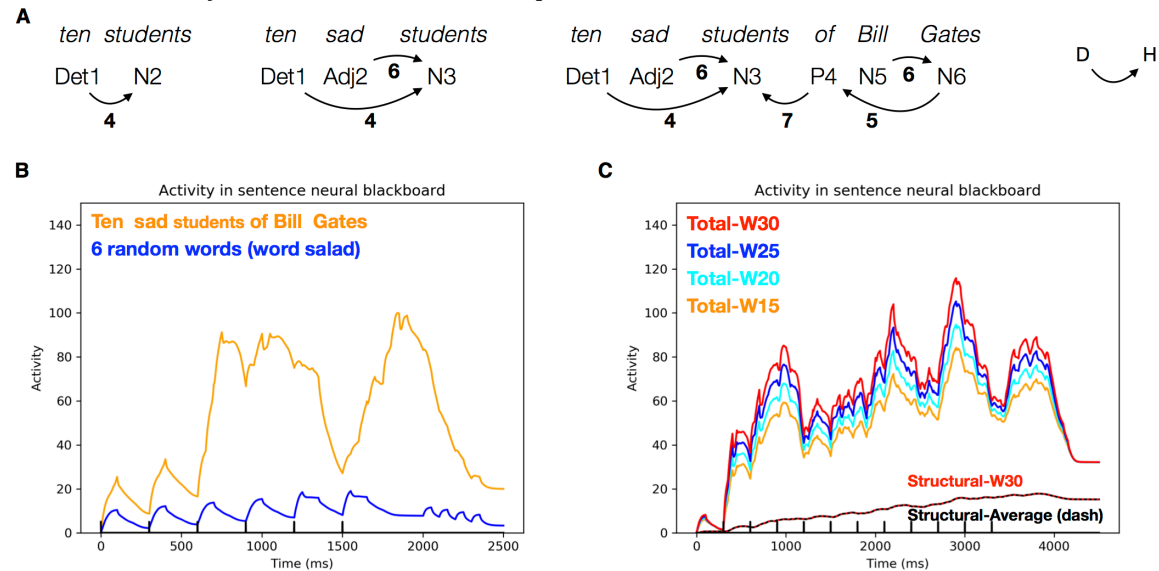 A
ten students ten sad students ten sad students of Bill Gates
Det1 N2 Det1 Adj2 6 N3 Det1 Adj2 6 N3 P4 N5 6 N6 D H
4 4 4 7 5
B
Activity in sentence neural blackboard
Ten sad students of Bill Gates
6 random words (word salad)
Activity
140
120
100
80
60
40
20
0
0 500 1000 1500 2000 2500
Time (ms)
C
Activity in sentence neural blackboard
Total-W30
Total-W25
Total-W20
Total-W15
Structural-W30
Structural-Average (dash)
Activity
140
120
100
80
60
40
20
0
0 1000 2000 3000 4000
Time (ms)